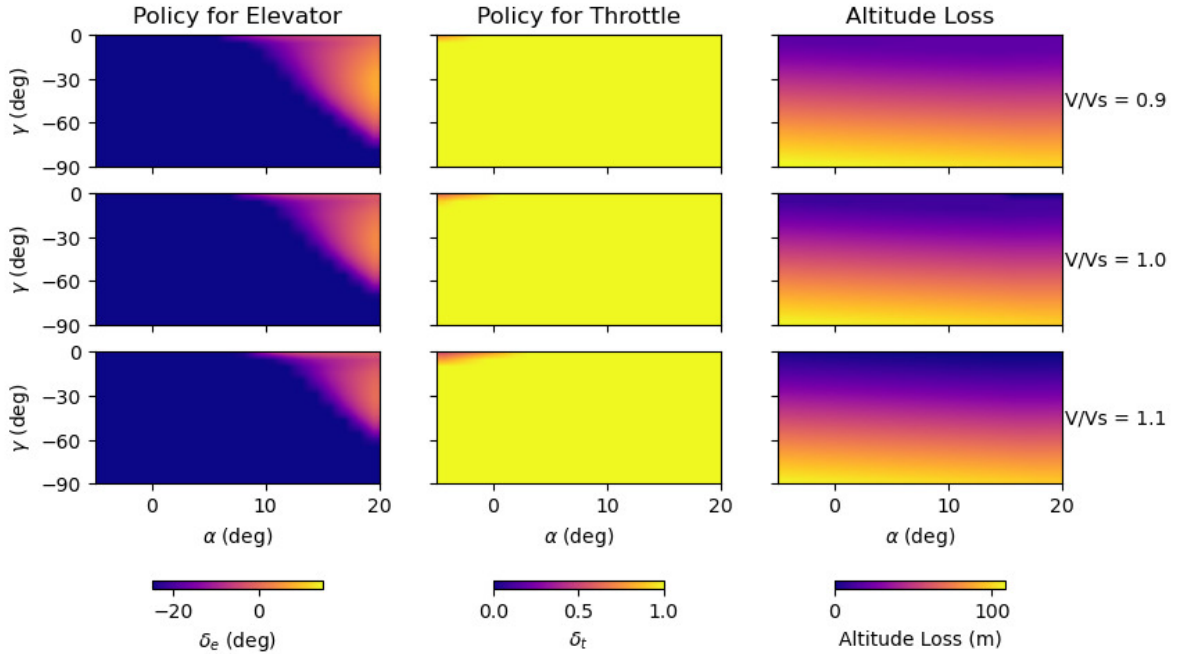 Policy for Elevator Policy for Throttle Altitude Loss
0
−30
−60
−90
γ (deg)
V/Vs = 0.9
0
−30
−60
−90
γ (deg)
V/Vs = 1.0
0
−30
−60
−90
γ (deg)
V/Vs = 1.1
0 10 20 0 10 20 0 10 20
α (deg) α (deg) α (deg)
−20 0 0.0 0.5 1.0 0 100
δe (deg) δt Altitude Loss (m)